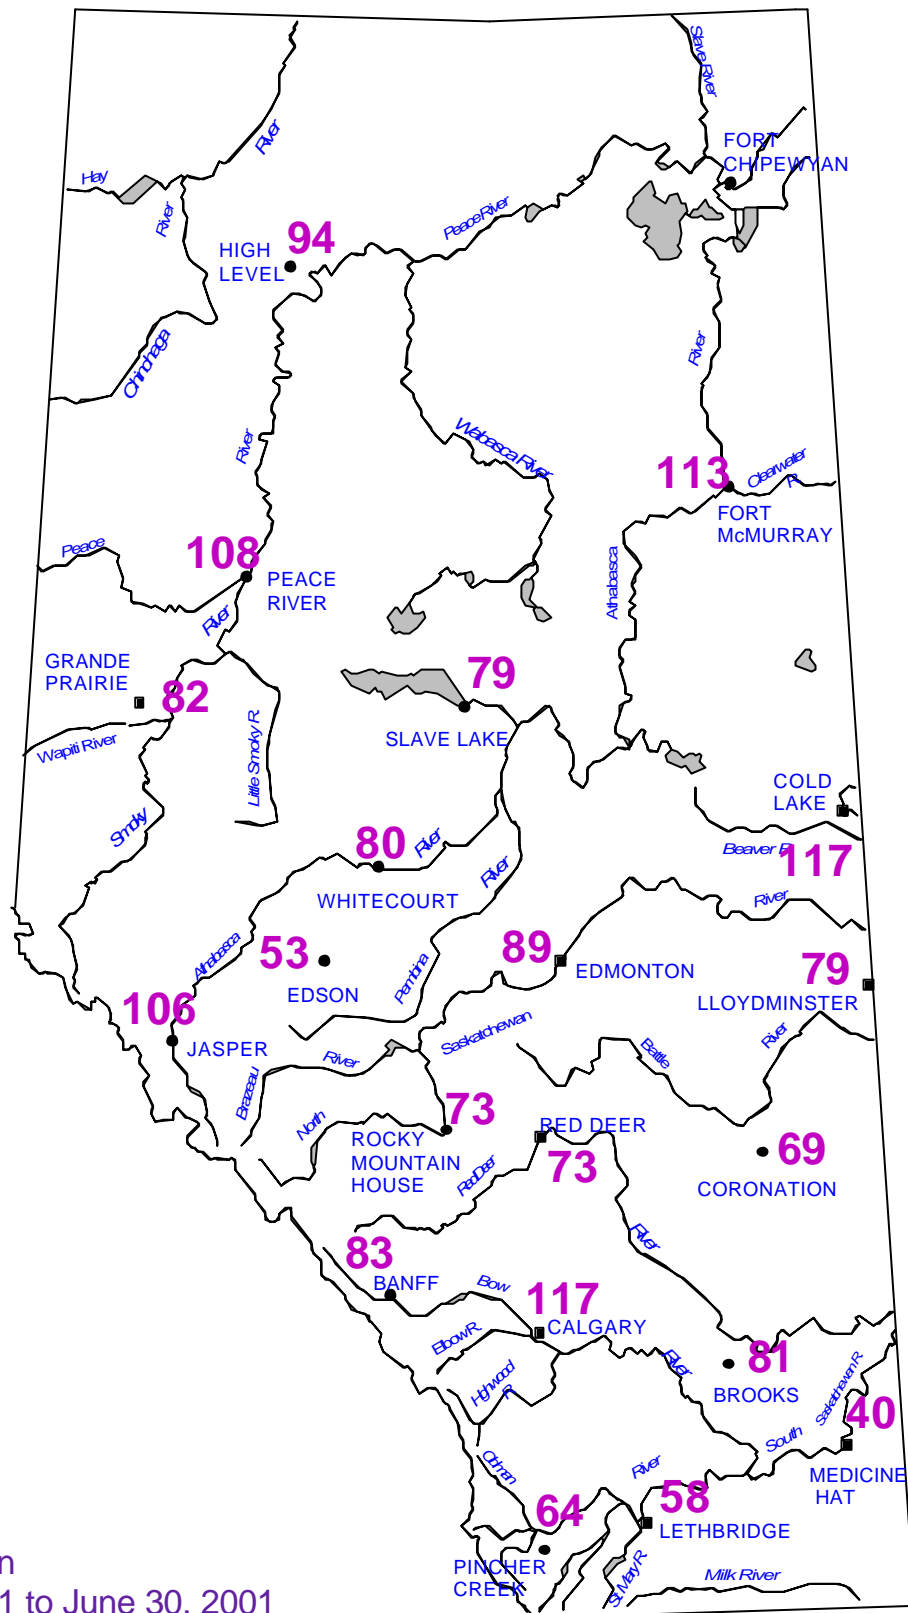 Slave River
FORT
CHIPEWYAN
River
Hay
River
Peace River
94
HIGH
LEVEL
Chinchaga
River
River
Wabasca River
113
Clearwater
R.
FORT
McMURRAY
Peace
108
PEACE
RIVER
River
Athabasca
GRANDE
PRAIRIE
82
79
SLAVE LAKE
Wapiti River
Little Smoky R.
Smoky
COLD
LAKE
Beaver R.
117
80
River
WHITECOURT
River
River
Athabasca
53
EDSON
Pembina
89
EDMONTON
79
LLOYDMINSTER
106
JASPER
Saskatchewan
River
Brazeau
Battle
River
North
73
ROCKY
MOUNTAIN
HOUSE
RED DEER
73
Red Deer
69
CORONATION
River
83
BANFF
Bow
117
CALGARY
Elbow R.
Highwood
R.
River
81
BROOKS
Saskatchewan R.
40
South
MEDICINE
HAT
Oldman
River
58
LETHBRIDGE
64
PINCHER
CREEK
St. Mary R.
Milk River
n
1 to June 30, 2001